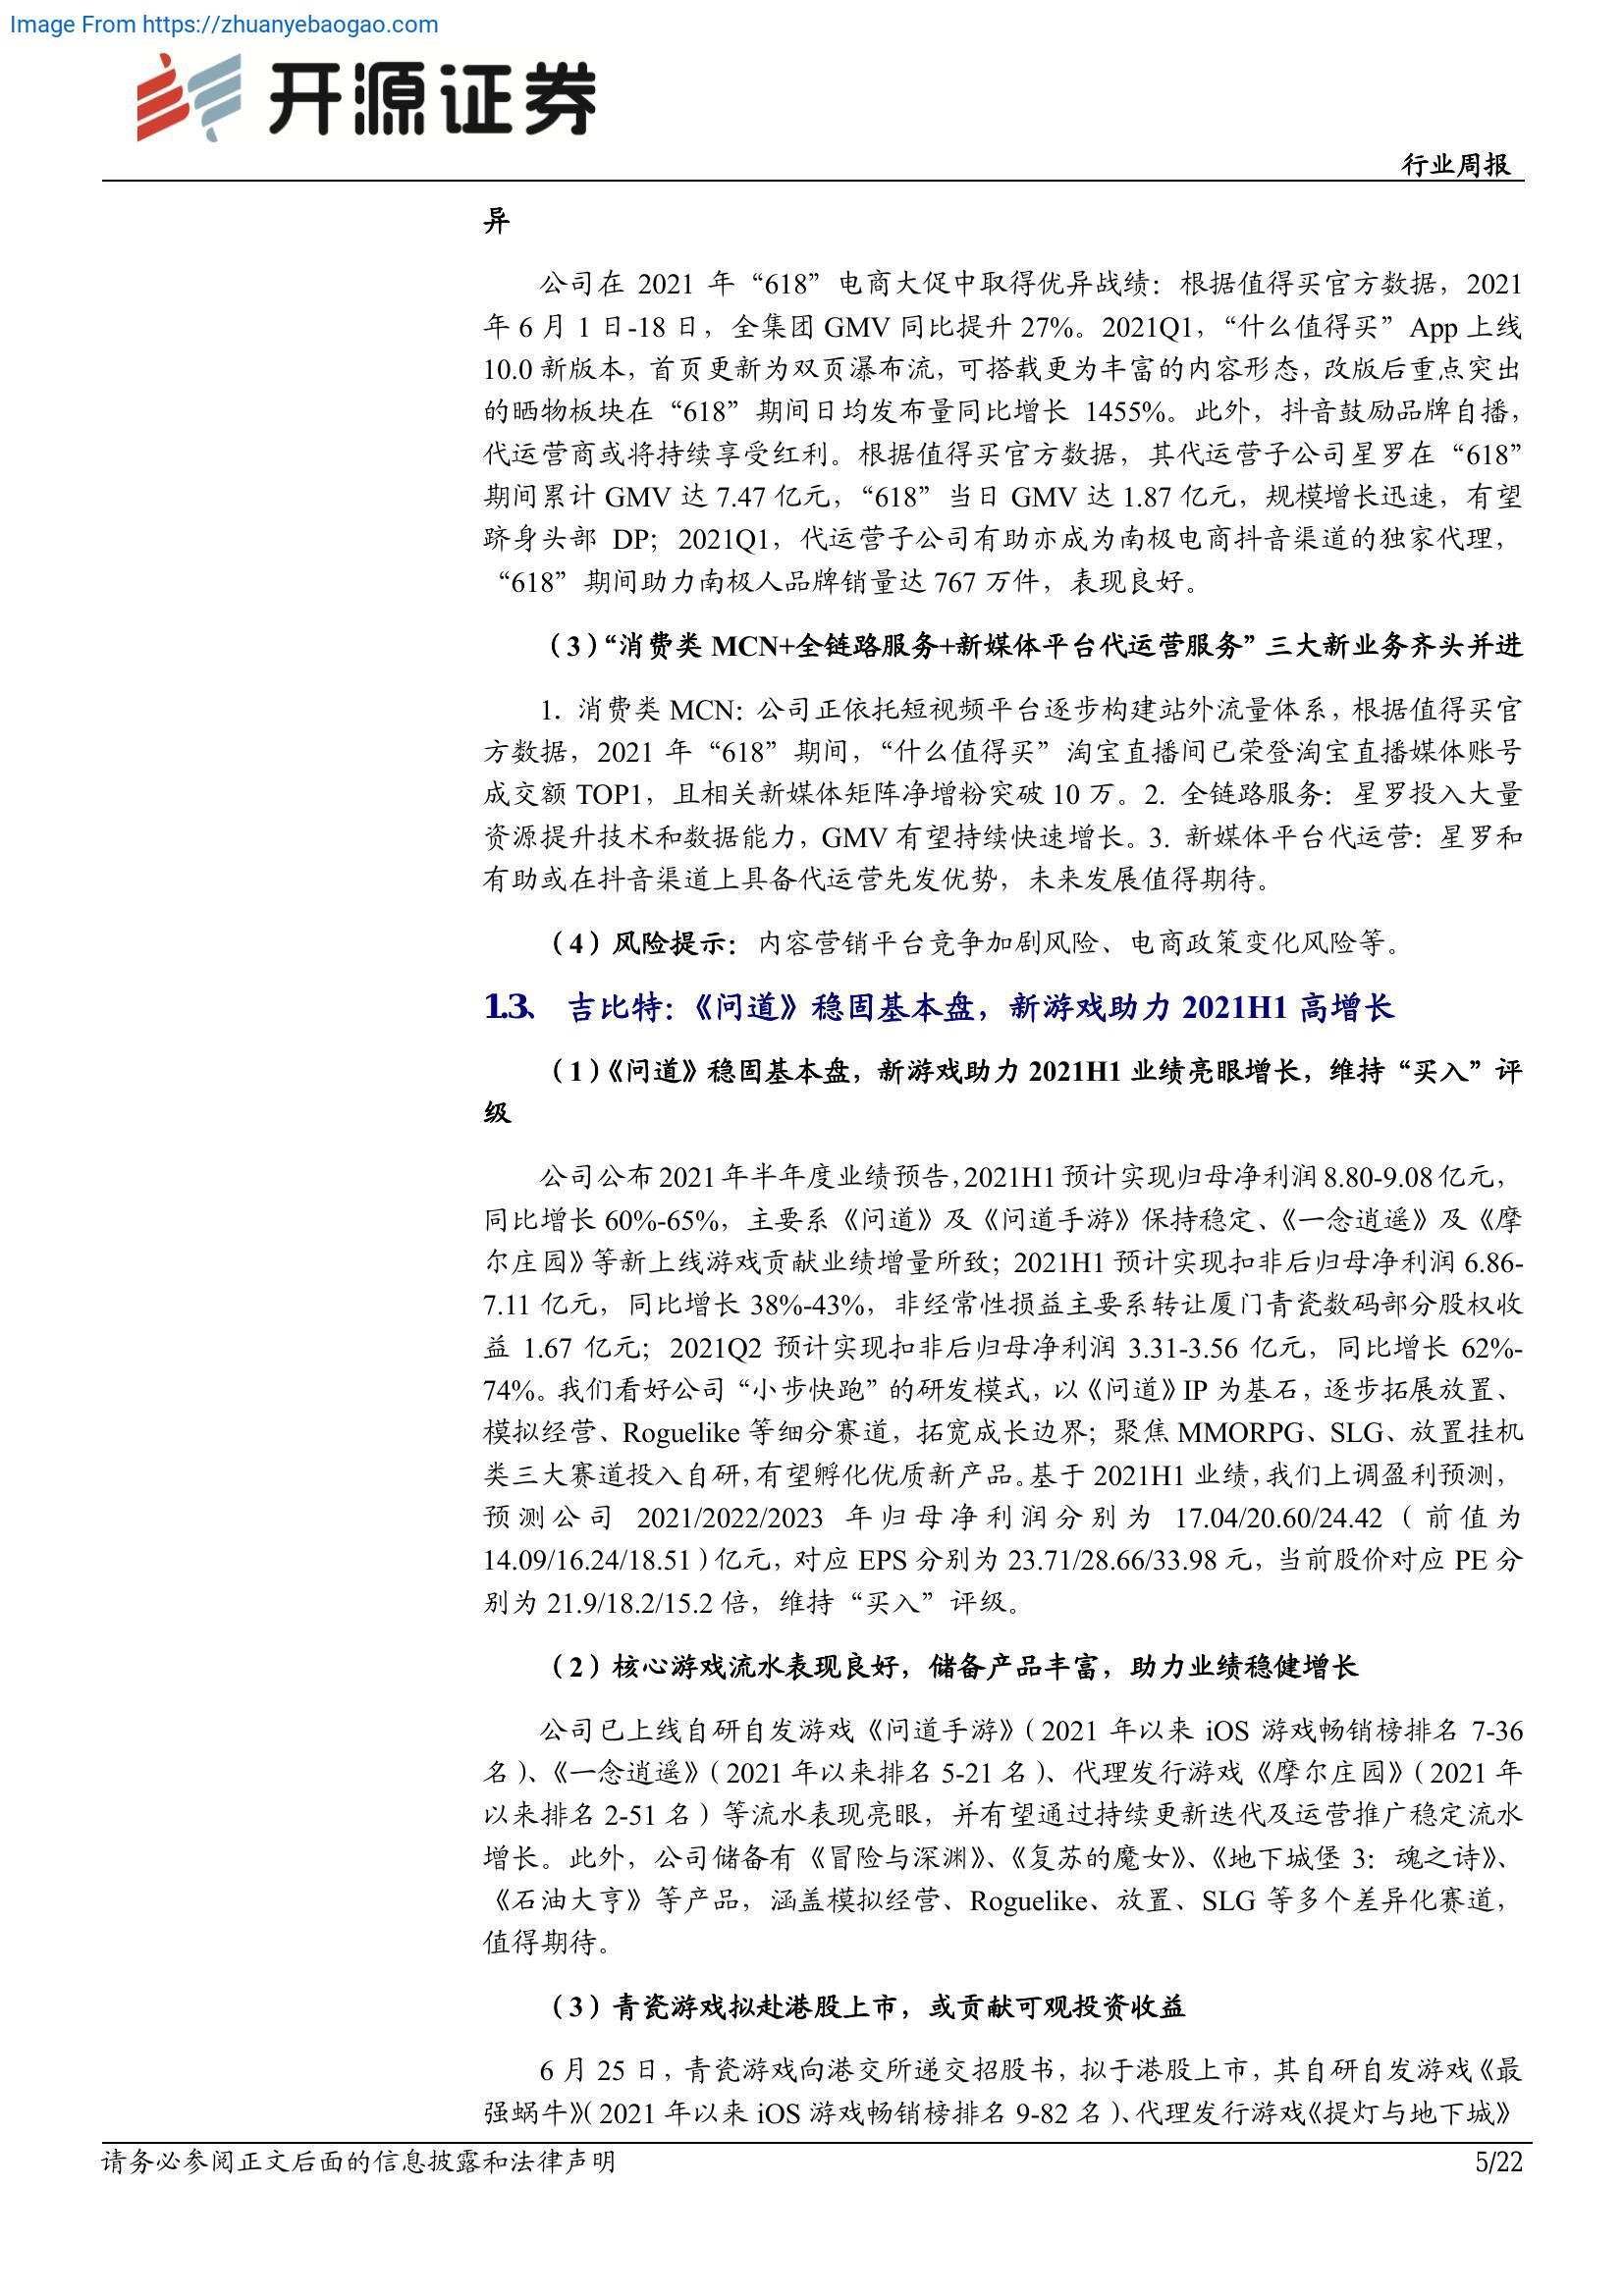 Image From https://zhuanyebaogao.com
开源证券
行业周报
异
公司在 2021 年“618”电商大促中取得优异战绩：根据值得买官方数据，2021
年 6 月 1 日-18 日，全集团 GMV 同比提升 27%。2021Q1，“什么值得买”App 上线
10.0 新版本，首页更新为双页瀑布流，可搭载更为丰富的内容形态，改版后重点突出
的晒物板块在“618”期间日均发布量同比增长 1455%。此外，抖音鼓励品牌自播，
代运营商或将持续享受红利。根据值得买官方数据，其代运营子公司星罗在“618”
期间累计 GMV 达 7.47 亿元，“618”当日 GMV 达 1.87 亿元，规模增长迅速，有望
跻身头部 DP；2021Q1，代运营子公司有助亦成为南极电商抖音渠道的独家代理，
“618”期间助力南极人品牌销量达 767 万件，表现良好。
（3）“消费类 MCN+全链路服务+新媒体平台代运营服务”三大新业务齐头并进
1. 消费类 MCN：公司正依托短视频平台逐步构建站外流量体系，根据值得买官
方数据，2021 年“618”期间，“什么值得买”淘宝直播间已荣登淘宝直播媒体账号
成交额 TOP1，且相关新媒体矩阵净增粉突破 10 万。2. 全链路服务：星罗投入大量
资源提升技术和数据能力，GMV 有望持续快速增长。3. 新媒体平台代运营：星罗和
有助或在抖音渠道上具备代运营先发优势，未来发展值得期待。
（4）风险提示：内容营销平台竞争加剧风险、电商政策变化风险等。
1.3、 吉比特：《问道》稳固基本盘，新游戏助力 2021H1 高增长
（1）《问道》稳固基本盘，新游戏助力 2021H1 业绩亮眼增长，维持“买入”评
级
公司公布 2021 年半年度业绩预告，2021H1 预计实现归母净利润 8.80-9.08 亿元，
同比增长 60%-65%，主要系《问道》及《问道手游》保持稳定、《一念逍遥》及《摩
尔庄园》等新上线游戏贡献业绩增量所致；2021H1 预计实现扣非后归母净利润 6.86-
7.11 亿元，同比增长 38%-43%，非经常性损益主要系转让厦门青瓷数码部分股权收
益 1.67 亿元；2021Q2 预计实现扣非后归母净利润 3.31-3.56 亿元，同比增长 62%-
74%。我们看好公司“小步快跑”的研发模式，以《问道》IP 为基石，逐步拓展放置、
模拟经营、Roguelike 等细分赛道，拓宽成长边界；聚焦 MMORPG、SLG、放置挂机
类三大赛道投入自研，有望孵化优质新产品。基于 2021H1 业绩，我们上调盈利预测，
预测公司 2021/2022/2023 年归母净利润分别为 17.04/20.60/24.42（前值为
14.09/16.24/18.51）亿元，对应 EPS 分别为 23.71/28.66/33.98 元，当前股价对应 PE 分
别为 21.9/18.2/15.2 倍，维持“买入”评级。
（2）核心游戏流水表现良好，储备产品丰富，助力业绩稳健增长
公司已上线自研自发游戏《问道手游》（2021 年以来 iOS 游戏畅销榜排名 7-36
名）、《一念逍遥》（2021 年以来排名 5-21 名）、代理发行游戏《摩尔庄园》（2021 年
以来排名 2-51 名）等流水表现亮眼，并有望通过持续更新迭代及运营推广稳定流水
增长。此外，公司储备有《冒险与深渊》、《复苏的魔女》、《地下城堡 3：魂之诗》、
《石油大亨》等产品，涵盖模拟经营、Roguelike、放置、SLG 等多个差异化赛道，
值得期待。
（3）青瓷游戏拟赴港股上市，或贡献可观投资收益
6 月 25 日，青瓷游戏向港交所递交招股书，拟于港股上市，其自研自发游戏《最
强蜗牛》（2021 年以来 iOS 游戏畅销榜排名 9-82 名）、代理发行游戏《提灯与地下城》
请务必参阅正文后面的信息披露和法律声明
5/22